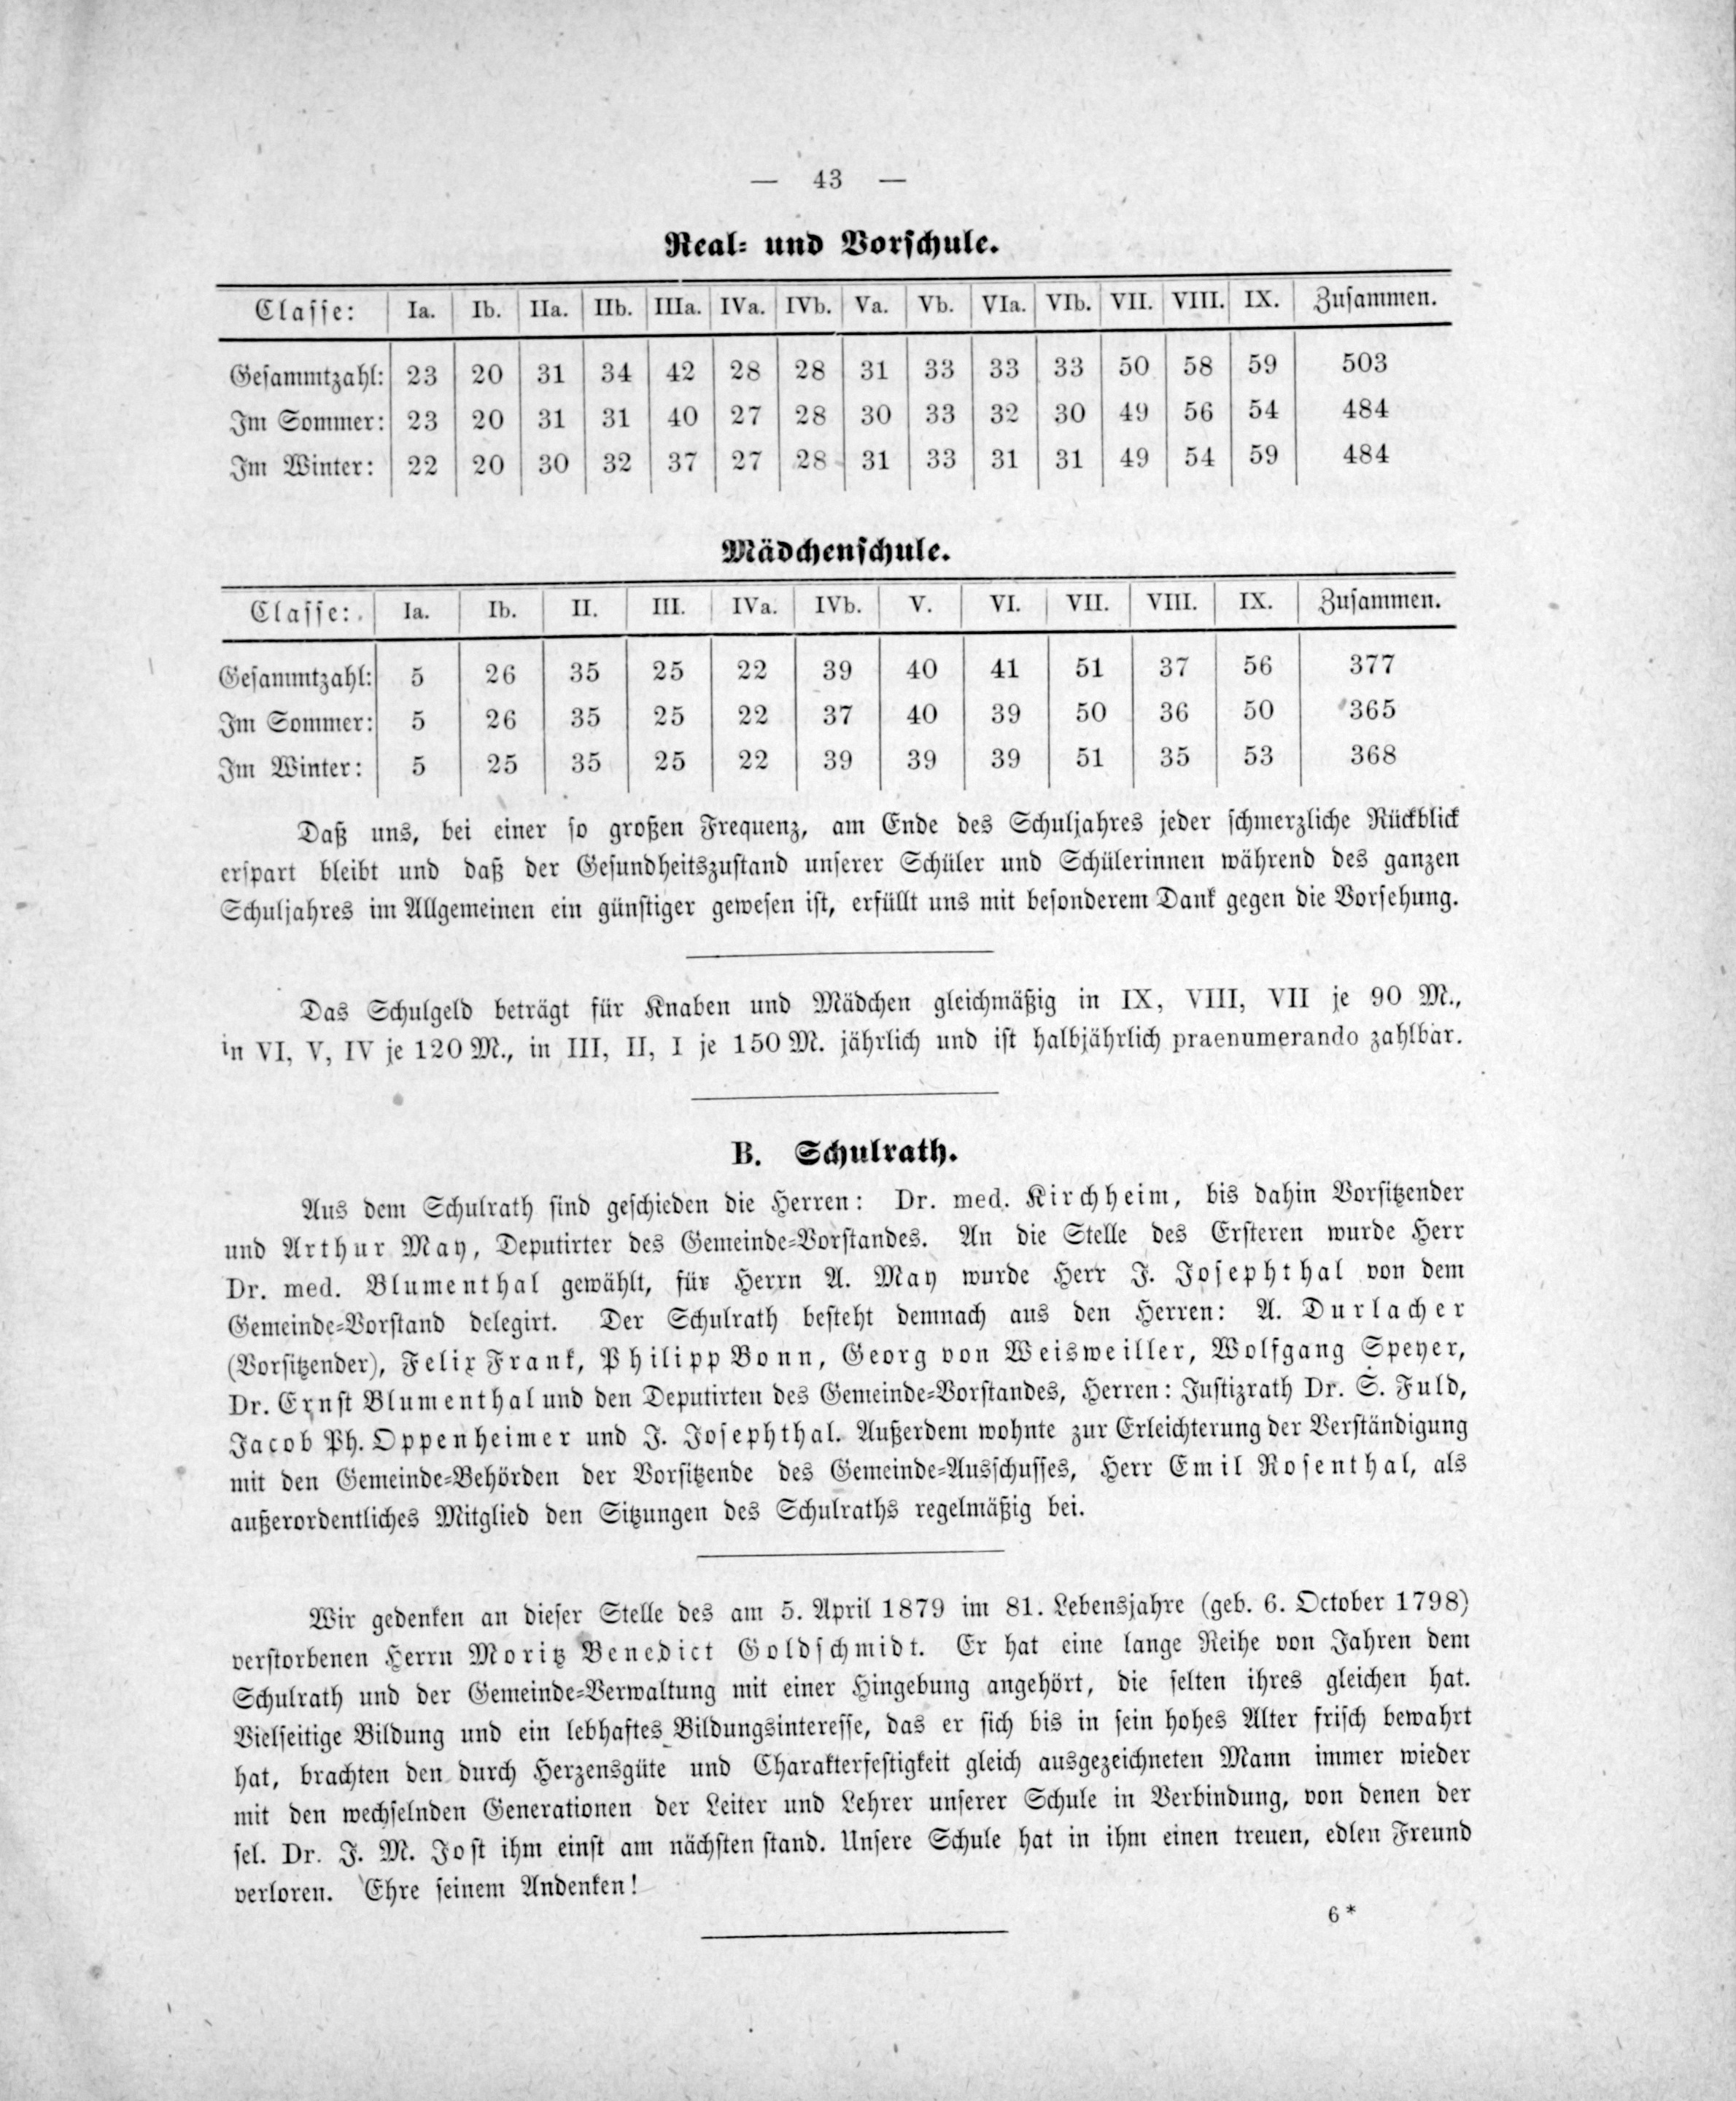 — 43 —
Real- und Vorschule.
Classe: Ia. Ib. IIa. IIb. IIIa. IVa. IVb. Va. Vb. VIa. VIb. VII. VIII. IX. Zusammen.
Gesammtzahl: 23 20 31 34 42 28 28 31 33 33 33 50 58 59 503
Im Sommer: 23 20 31 31 40 27 28 30 33 32 30 49 56 54 484
Im Winter: 22 20 30 32 37 27 28 31 33 31 31 49 54 59 484
Mädchenschule.
Classe: Ia. Ib. II. III. IVa. IVb. V. VI. VII. VIII. IX. Zusammen.
Gesammtzahl: 5 26 35 25 22 39 40 41 51 37 56 377
Im Sommer: 5 26 35 25 22 37 40 39 50 36 50 365
Im Winter: 5 25 35 25 22 39 39 39 51 35 53 368
Daß uns, bei einer so großen Frequenz, am Ende des Schuljahres jeder schmerzliche Rückblick
erspart bleibt und daß der Gesundheitszustand unserer Schüler und Schülerinnen während des ganzen
Schuljahres im Allgemeinen ein günstiger gewesen ist, erfüllt uns mit besonderem Dank gegen die Vorsehung.
Das Schulgeld beträgt für Knaben und Mädchen gleichmäßig in IX, VIII, VII je 90 M.,
in VI, V, IV je 120 M., in III, II, I je 150 M. jährlich und ist halbjährlich praenumerando zahlbar.
B. Schulrath.
Aus dem Schulrath sind geschieden die Herren: Dr. med. Kirchheim, bis dahin Vorsitzender
und Arthur May, Deputirter des Gemeinde-Vorstandes. An die Stelle des Ersteren wurde Herr
Dr. med. Blumenthal gewählt, für Herrn A. May wurde Herr J. Josephthal von dem
Gemeinde-Vorstand delegirt. Der Schulrath besteht demnach aus den Herren: A. Durlacher
(Vorsitzender), Felix Frank, Philipp Bonn, Georg von Weisweiller, Wolfgang Speyer,
Dr. Ernst Blumenthal und den Deputirten des Gemeinde-Vorstandes, Herren: Justizrath Dr. S. Fuld,
Jacob Ph. Oppenheimer und J. Josephthal. Außerdem wohnte zur Erleichterung der Verständigung
mit den Gemeinde-Behörden der Vorsitzende des Gemeinde-Ausschusses, Herr Emil Rosenthal, als
außerordentliches Mitglied den Sitzungen des Schulraths regelmäßig bei.
Wir gedenken an dieser Stelle des am 5. April 1879 im 81. Lebensjahre (geb. 6. October 1798)
verstorbenen Herrn Moritz Benedict Goldschmidt. Er hat eine lange Reihe von Jahren dem
Schulrath und der Gemeinde-Verwaltung mit einer Hingebung angehört, die selten ihres gleichen hat.
Vielseitige Bildung und ein lebhaftes Bildungsinteresse, das er sich bis in sein hohes Alter frisch bewahrt
hat, brachten den durch Herzensgüte und Charakterfestigkeit gleich ausgezeichneten Mann immer wieder
mit den wechselnden Generationen der Leiter und Lehrer unserer Schule in Verbindung, von denen der
sel. Dr. J. M. Jost ihm einst am nächsten stand. Unsere Schule hat in ihm einen treuen, edlen Freund
verloren. Ehre seinem Andenken!
6*